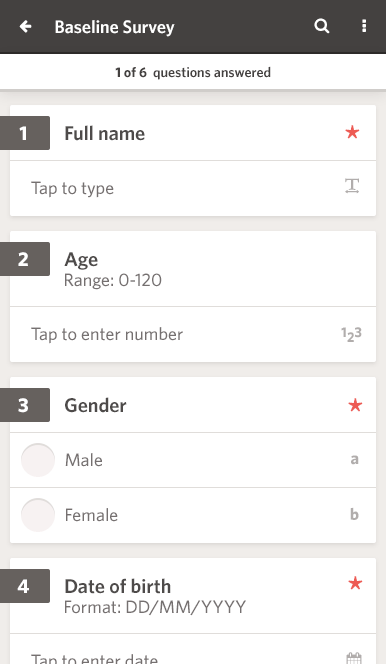 Baseline Survey
1 of 6 questions answered
1 Full name
Tap to type
2 Age
Range: 0-120
Tap to enter number 123
3 Gender
Male a
Female b
4 Date of birth
Format: DD/MM/YYYY
Tap to enter date